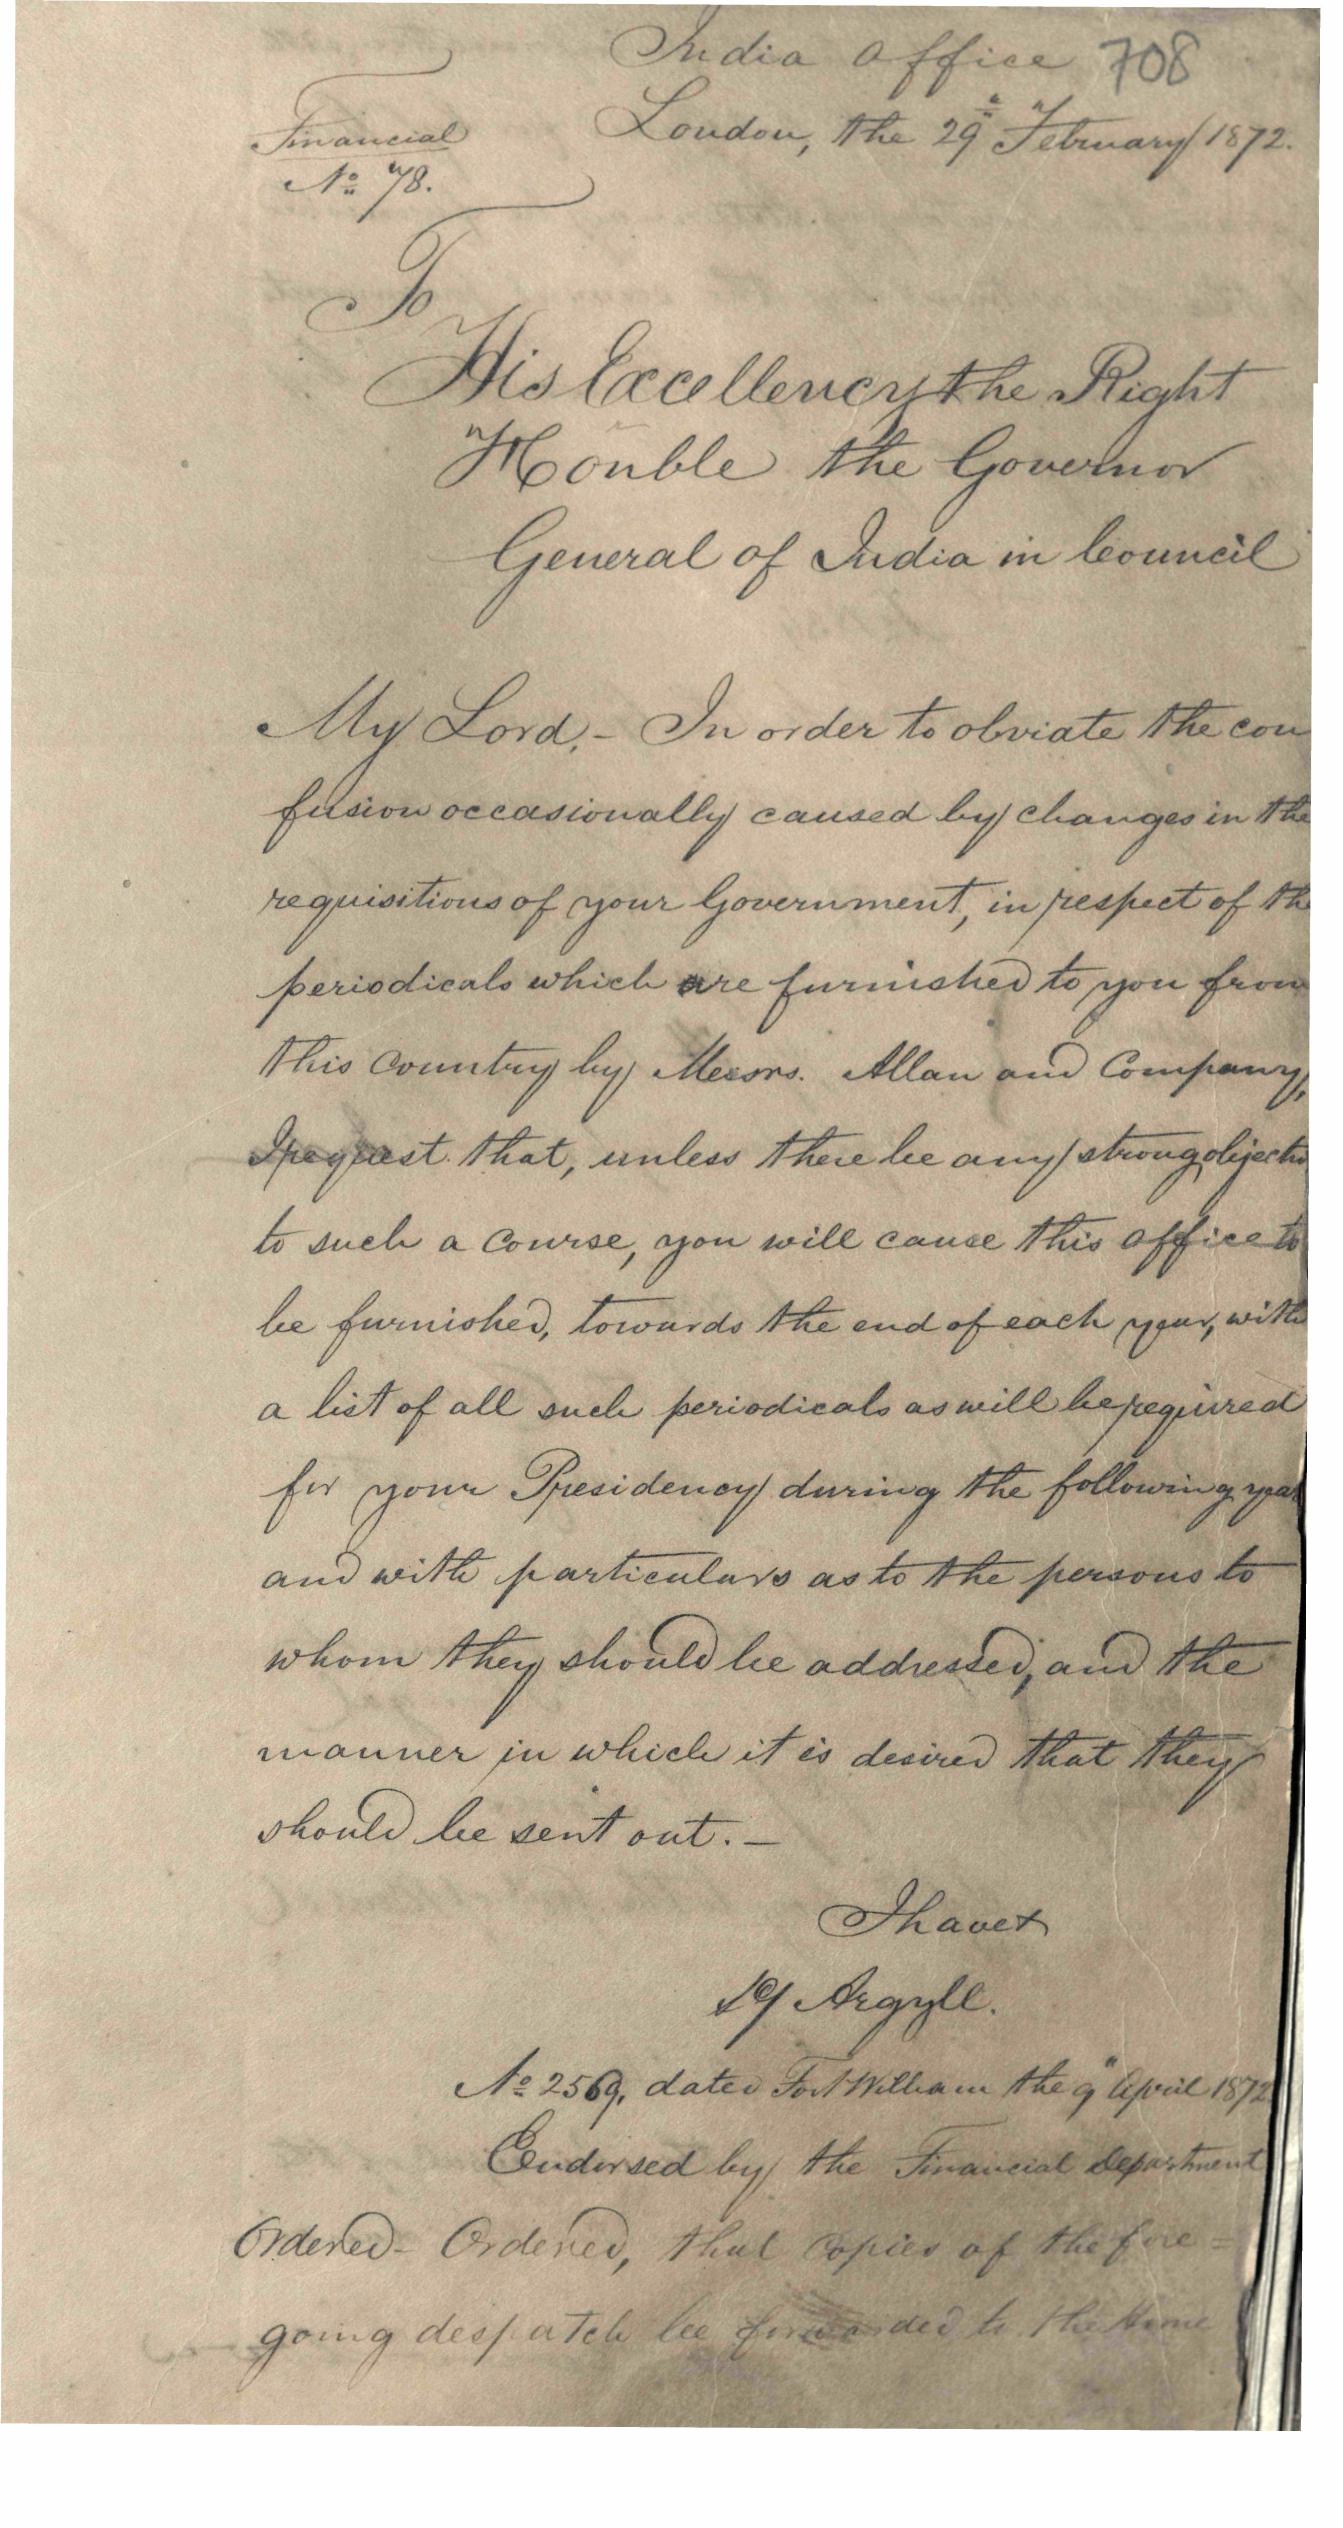 India Office 708
London, the 29th February 1872.
Financial
No 78.
To
His Excellency the Right
Honble the Governor
General of India in Council
My Lord,- In order to obviate the con
fusion occasionally caused by changes in the
requisitions of your Government, in respect of the
periodicals which are furnished to you from
this Country by Messrs. Allan and Company,
I request that, unless there be any strong objectio
to such a course, you will cause this office to
be furnished, towards the end of each year, with
a list of all such periodicals as will be required
for your Presidency during the following year
and with particulars as to the persons to
whom they should be addressed, and the
manner in which it is desired that they
should be sent out.-
I have &
Sd/ Argyll.
No 2569, dated Fort William the 9" April 1872
Endorsed by the Financial Department
Ordered- Ordered, that copies of the fore=
going despatch be forwarded to the Home